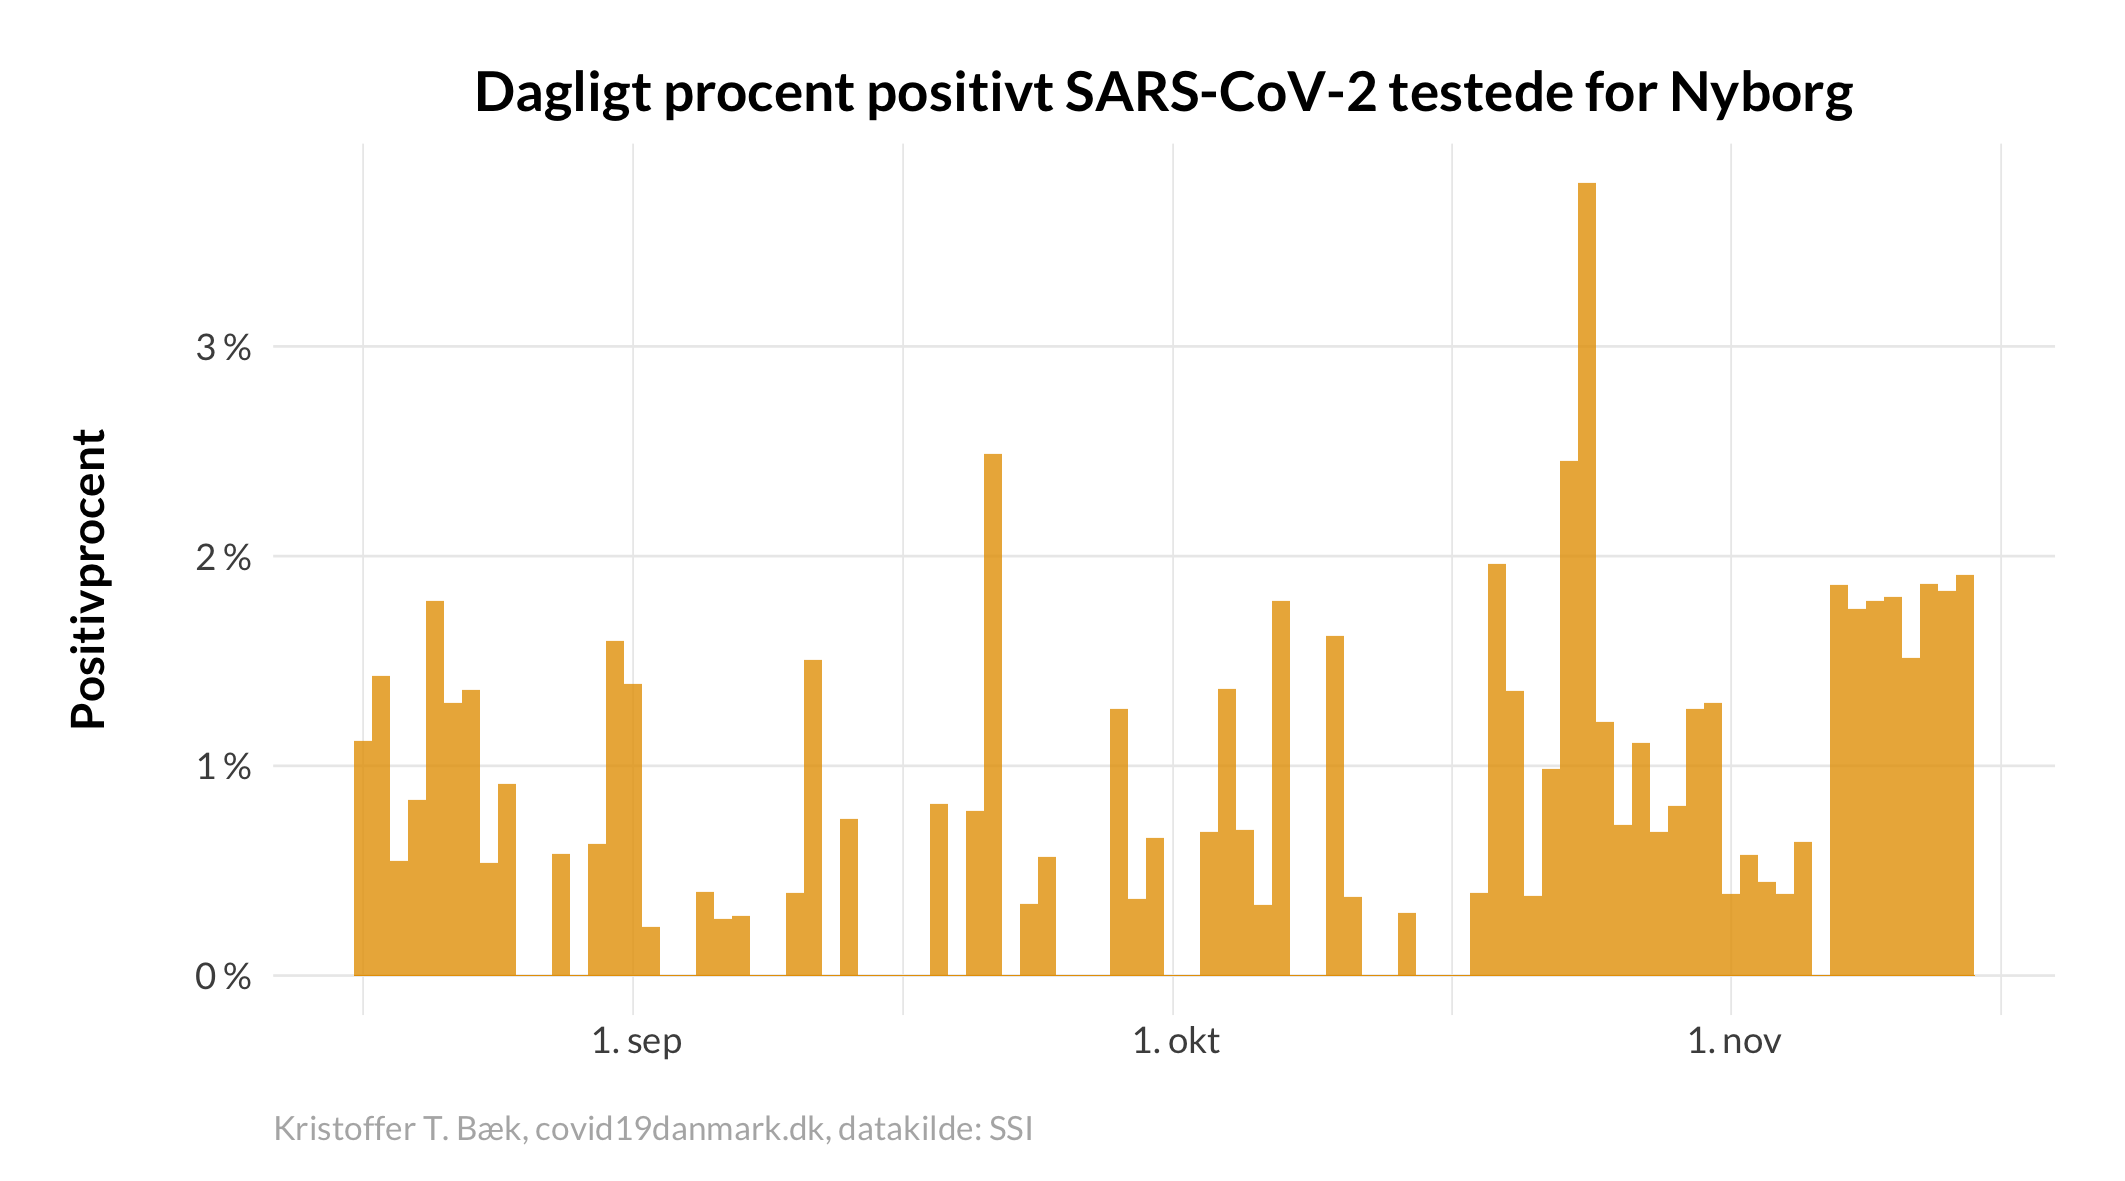 Dagligt procent positivt SARS-CoV-2 testede for Nyborg
Positivprocent
3 %
2 %
1 %
0 %
1. sep
1. okt
1. nov
Kristoffer T. Bæk, covid19danmark.dk, datakilde: SSI